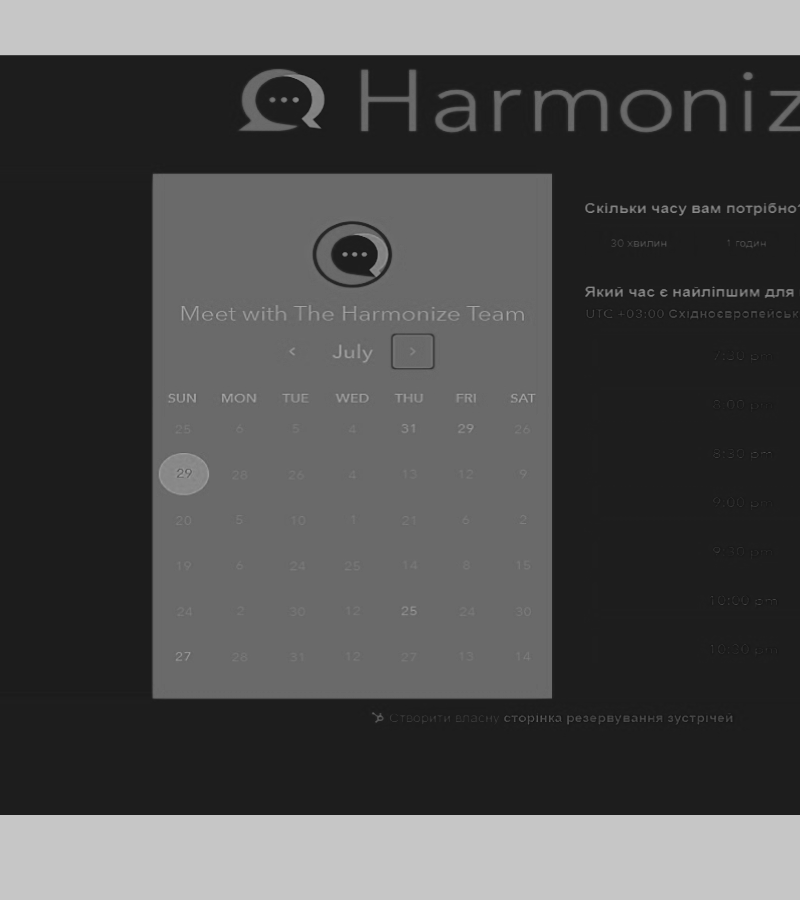 Harmoniz
Meet with The Harmonize Team
July
SUN MON TUE WED THU FRI SAT
25 6 5 4 31 29 26
29 28 26 4 13 12 9
20 5 10 1 21 6 2
19 6 24 25 14 8 15
24 2 30 12 25 24 30
27 28 31 12 27 13 14
Скільки часу вам потрібно?
30 хвилин 1 годин
Який час є найліпшим для
UTC +03:00 Східноєвропейськ
7:30 pm
8:00 pm
8:30 pm
9:00 pm
9:30 pm
10:00 pm
10:30 pm
Створити власну сторінка резервування зустрічей